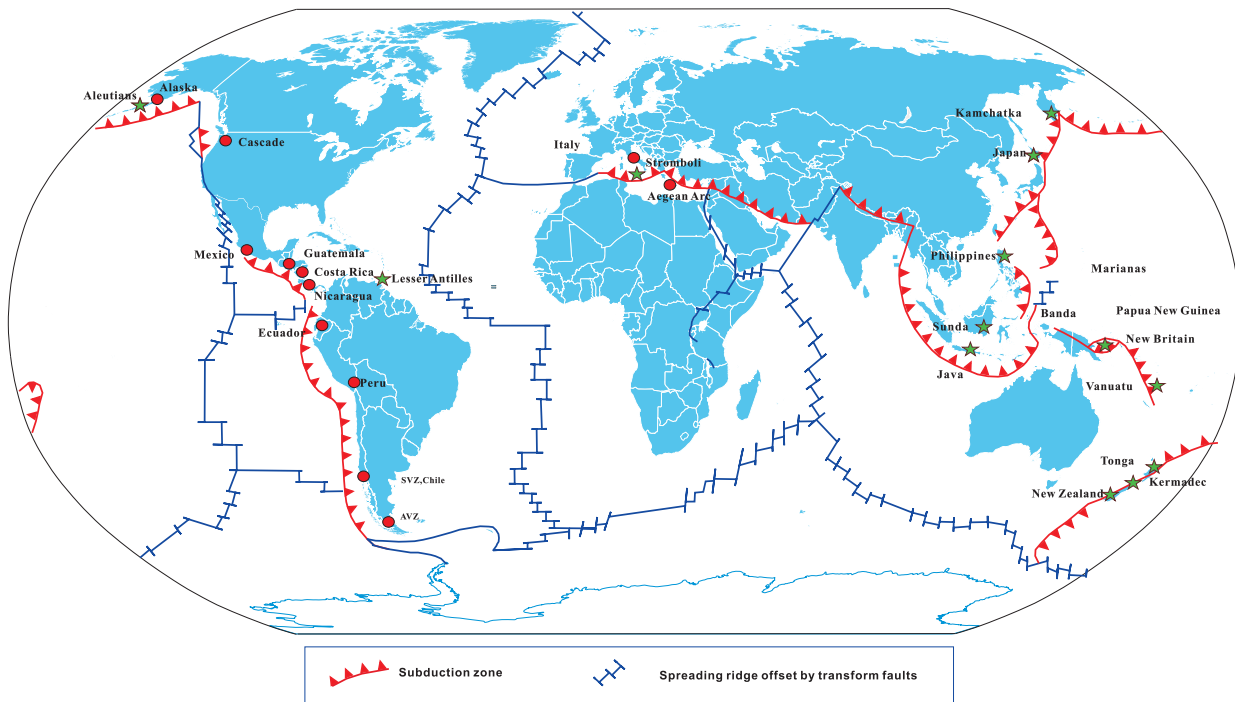 Aleutians
Alaska
Cascade
Mexico
Guatemala
Costa Rica
Nicaragua
Lesser Antilles
=
Ecuador
Peru
SVZ,Chile
AVZ
Italy
Stromboli
Aegean Arc
Kamchatka
Japan
Philippines
Marianas
Banda
Papua New Guinea
Sunda
New Britain
Java
Vanuatu
Tonga
Kermadec
New Zealand
Subduction zone
Spreading ridge offset by transform faults